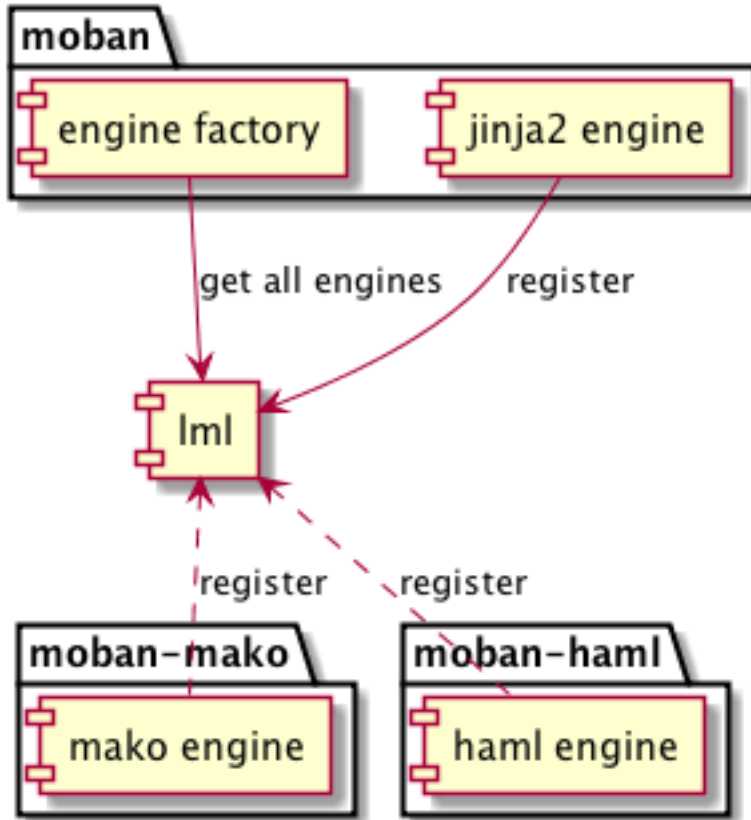 moban
engine factory
jinja2 engine
get all engines
register
lml
register
register
moban-mako
moban-haml
mako engine
haml engine